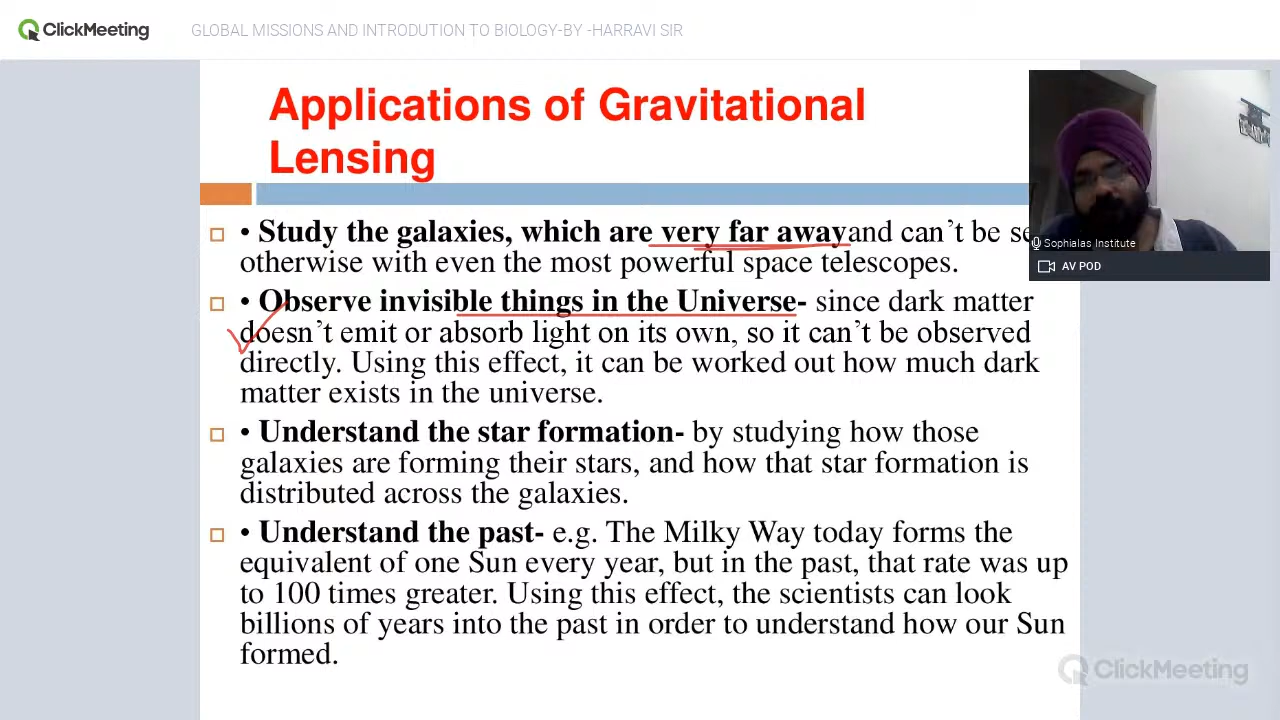 ClickMeeting
GLOBAL MISSIONS AND INTRODUTION TO BIOLOGY-BY -HARRAVI SIR
Applications of Gravitational
Lensing
• Study the galaxies, which are very far away and can’t be se
otherwise with even the most powerful space telescopes.
• Observe invisible things in the Universe- since dark matter
doesn’t emit or absorb light on its own, so it can’t be observed
directly. Using this effect, it can be worked out how much dark
matter exists in the universe.
• Understand the star formation- by studying how those
galaxies are forming their stars, and how that star formation is
distributed across the galaxies.
• Understand the past- e.g. The Milky Way today forms the
equivalent of one Sun every year, but in the past, that rate was up
to 100 times greater. Using this effect, the scientists can look
billions of years into the past in order to understand how our Sun
formed.
Sophialas Institute
AV POD
ClickMeeting